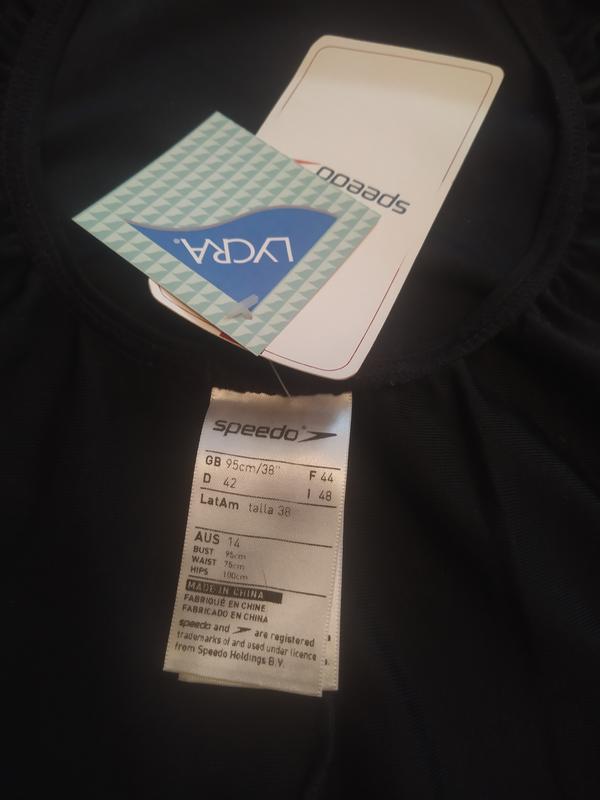 speedo
LYCRA®
speedo®
GB 95cm/38" F 44
D 42 I 48
LatAm talla 38
AUS 14
BUST 95cm
WAIST 75cm
HIPS 100cm
MADE IN CHINA
FABRIQUÉ EN CHINE
FABRICADO EN CHINA
speedo and are registered
trademarks of and used under licence
from Speedo Holdings B.V.